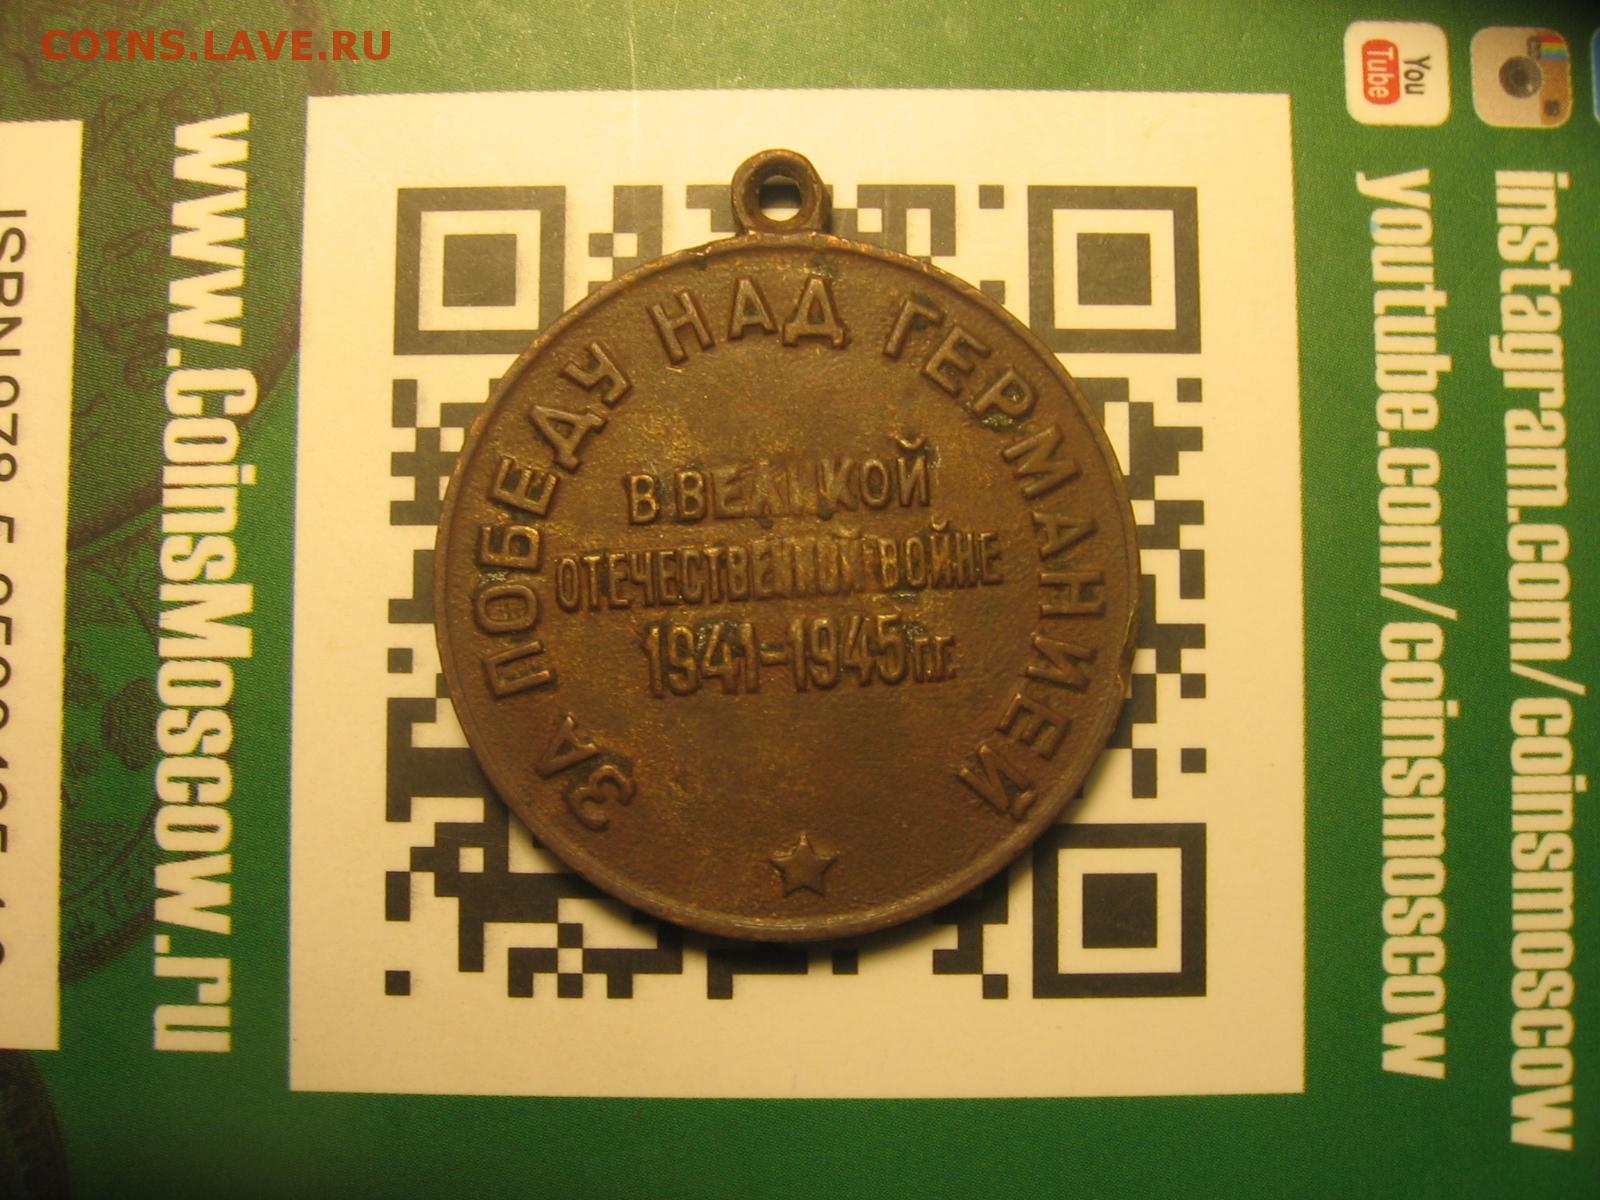 COINS.LAVE.RU
ЗА ПОБЕДУ НАД ГЕРМАНИЕЙ
В ВЕЛИКОЙ
ОТЕЧЕСТВЕННОЙ ВОЙНЕ
1941-1945 г.г.
www.CoinsMoscow.ru
You
Tube
youtube.com/coinsmoscow
instagram.com/coinsmoscow